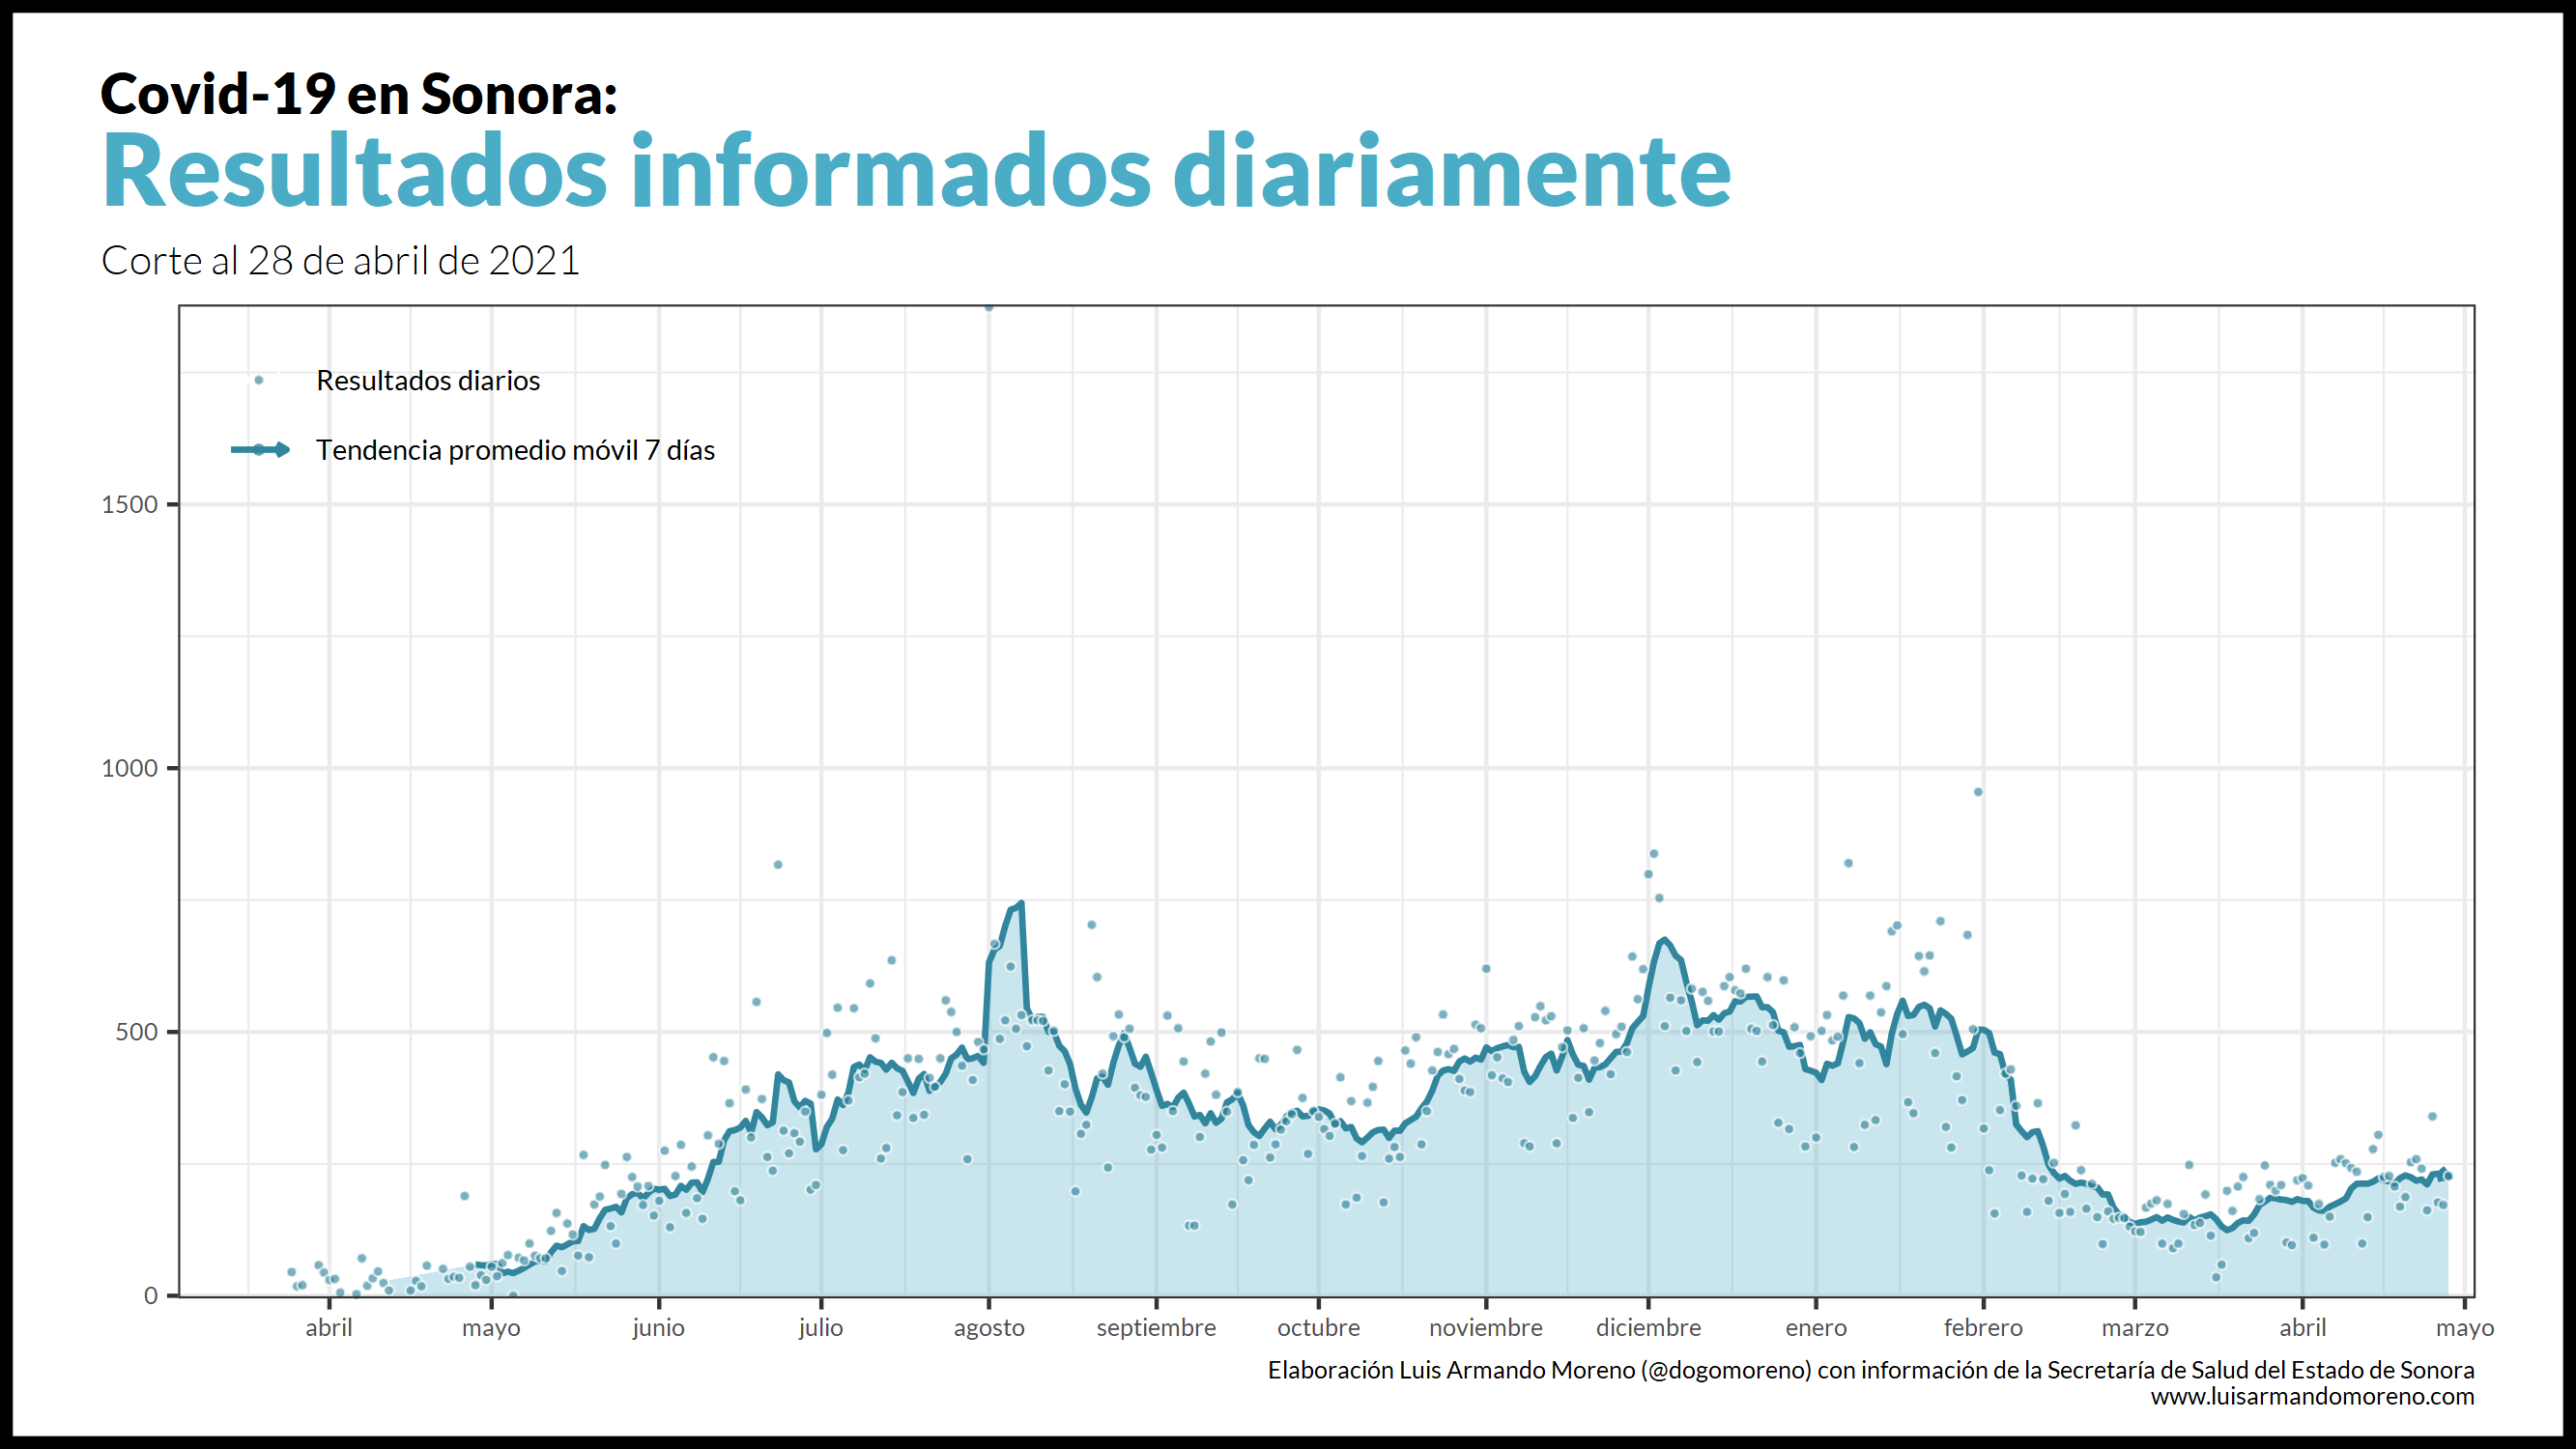 Covid-19 en Sonora:
Resultados informados diariamente
Corte al 28 de abril de 2021
Resultados diarios
Tendencia promedio móvil 7 días
1500
1000
500
0
abril mayo junio julio agosto septiembre octubre noviembre diciembre enero febrero marzo abril mayo
Elaboración Luis Armando Moreno (@dogomoreno) con información de la Secretaría de Salud del Estado de Sonora
www.luisarmandomoreno.com